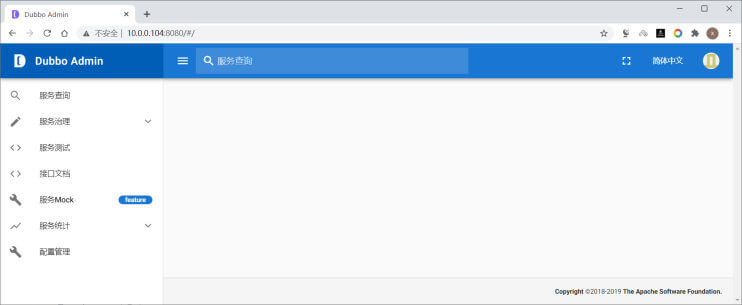 Dubbo Admin
不安全 | 10.0.0.104:8080/#/
Dubbo Admin
服务查询
简体中文
服务查询
服务治理
服务测试
接口文档
服务Mock
feature
服务统计
配置管理
Copyright ©2018-2019 The Apache Software Foundation.